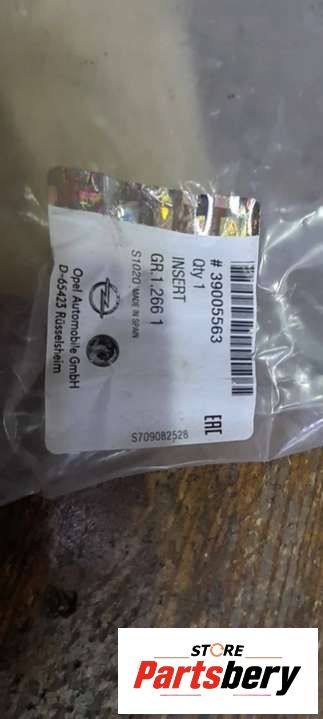 # 39005563
Qty 1
INSERT
GR.1.266 1
S1020 *MADE IN SPAIN
EAC
S709082528
Opel Automobile GmbH
D-65423 Rüsselsheim
STORE
Partsbery